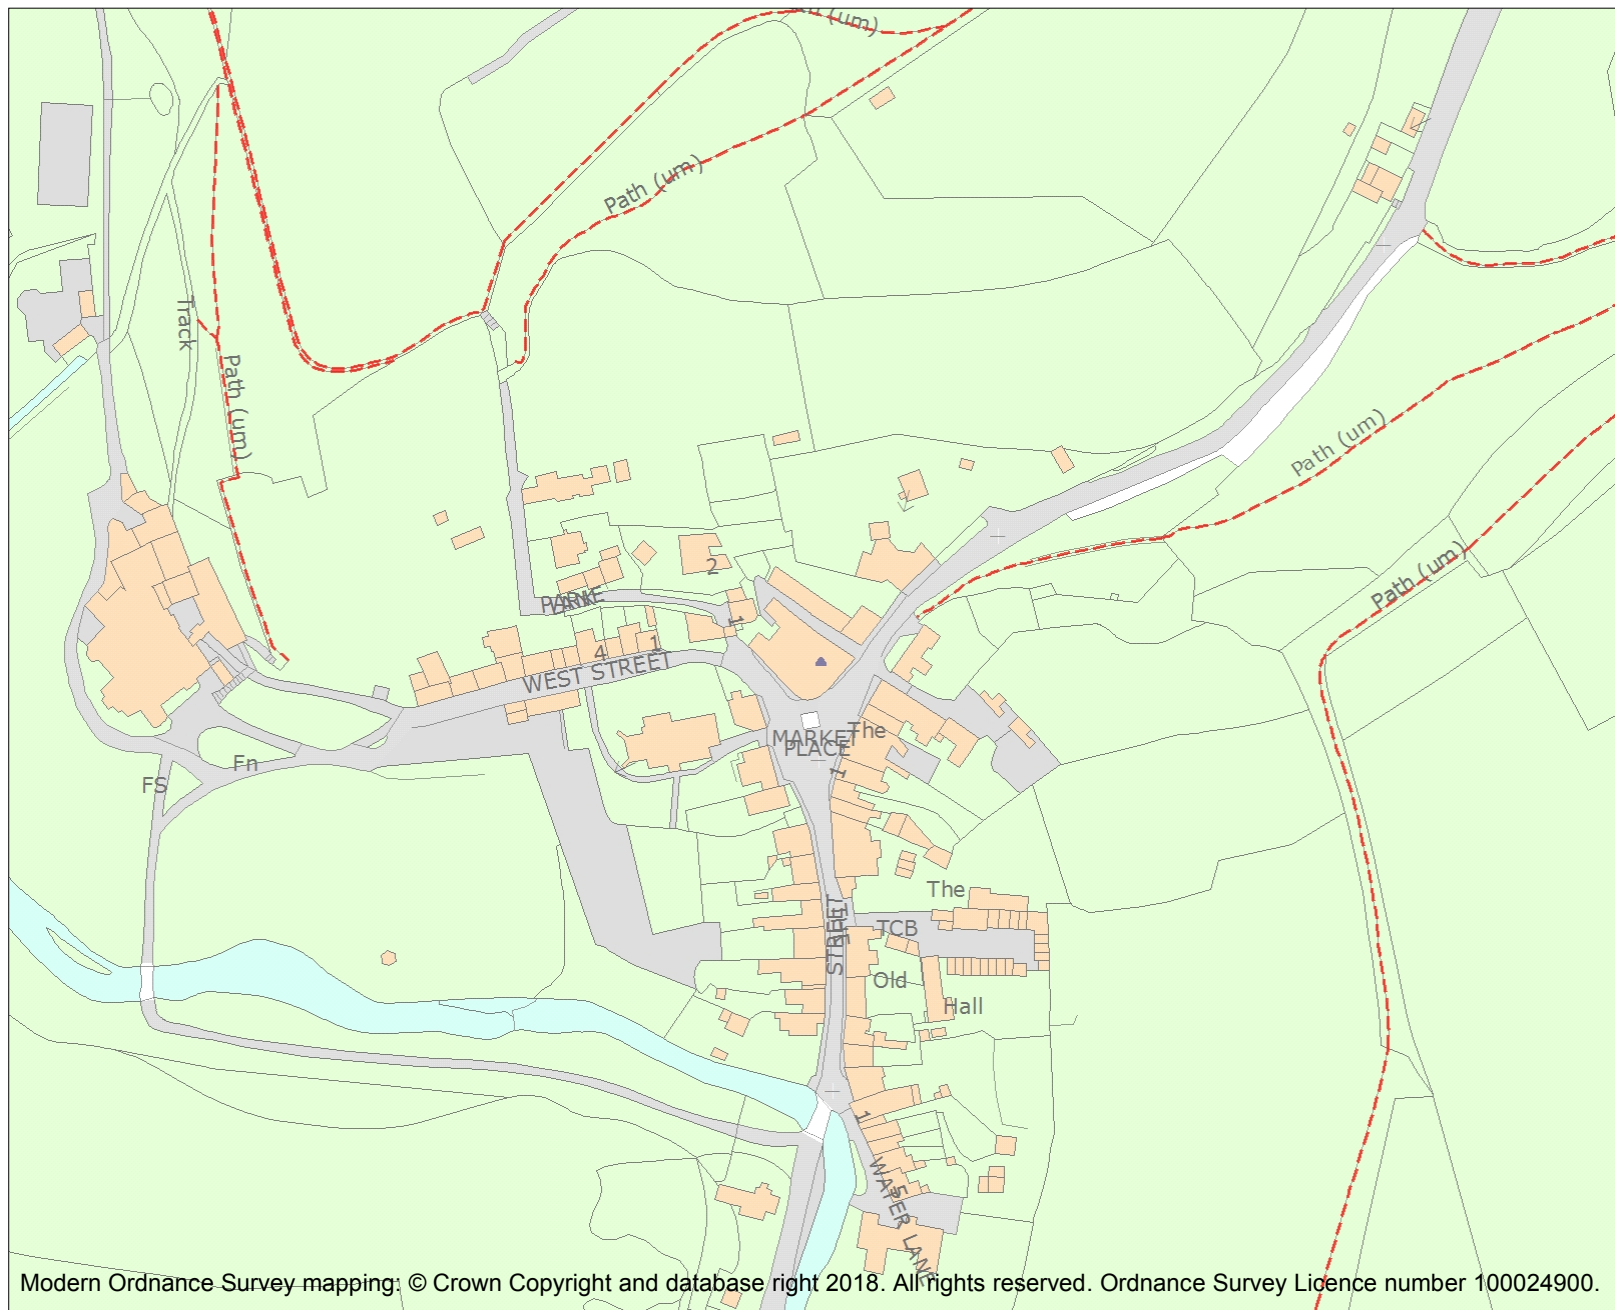 (um)
Path (um)
Track
Path (um)
Path (um)
Path (um)
2
PARK
LANE
1
4
1
WEST STREET
MARKET
PLACE
The
1
Fn
FS
The
TCB
STREET
Old
Hall
1
WATER LANE
5
Modern Ordnance Survey mapping: © Crown Copyright and database right 2018. All rights reserved. Ordnance Survey Licence number 100024900.